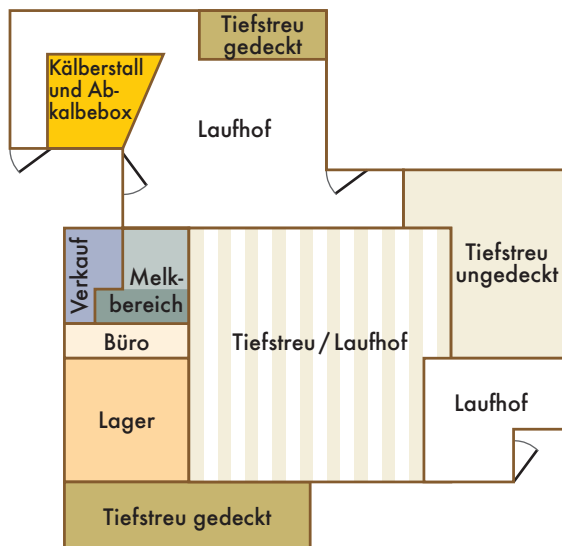 Tiefstreu
gedeckt
Kälberstall
und Ab-
kalbebox
Laufhof
Verkauf
Melk-
bereich
Tiefstreu
ungedeckt
Büro
Tiefstreu / Laufhof
Lager
Laufhof
Tiefstreu gedeckt